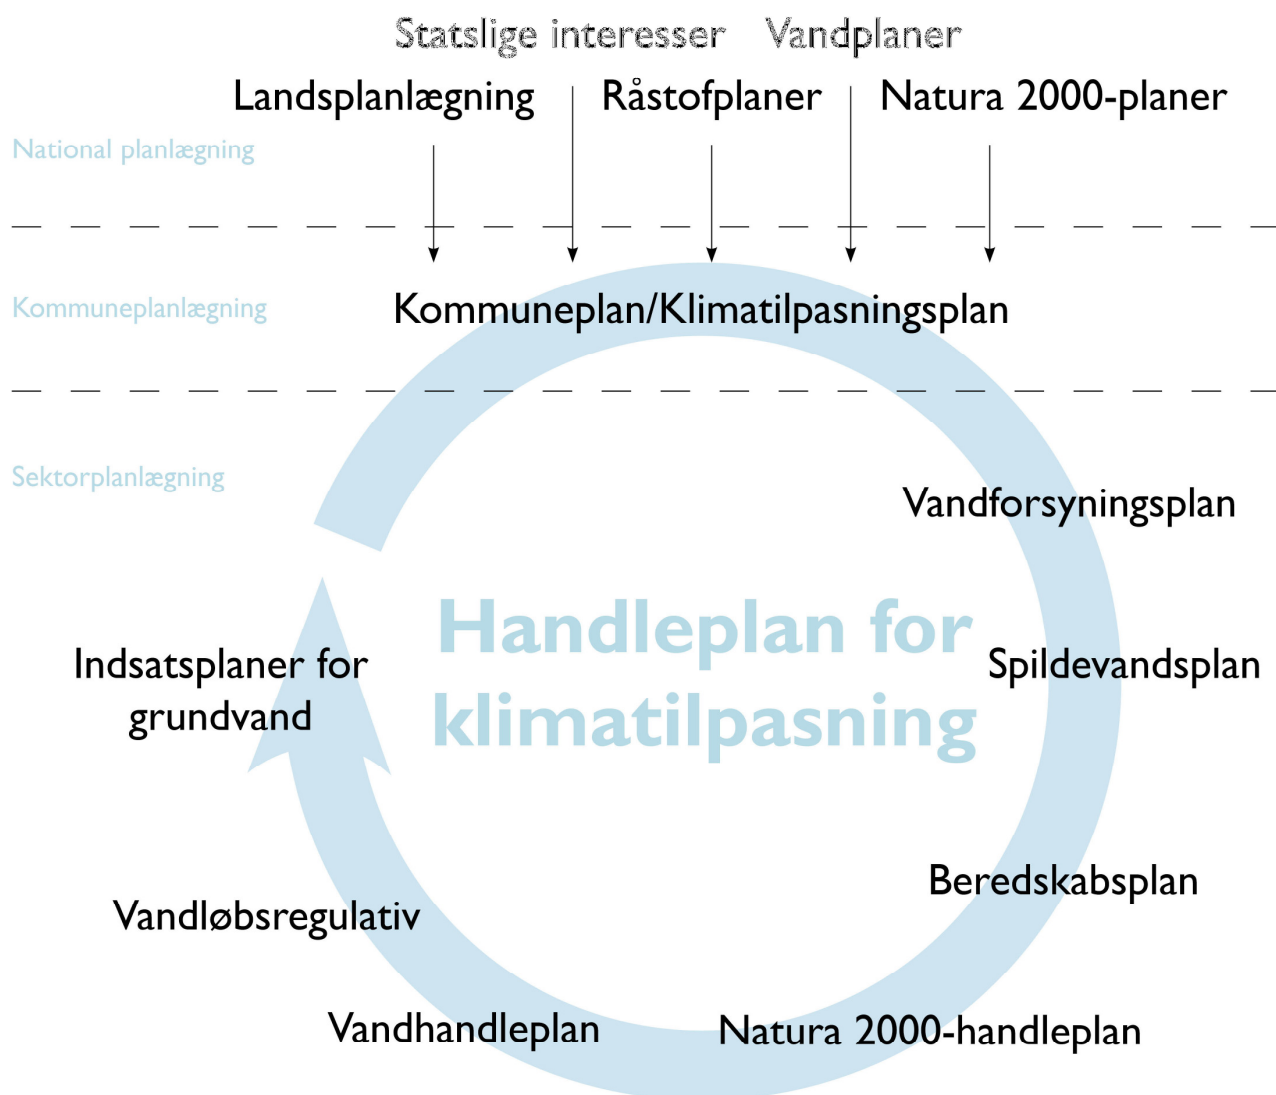 Statslige interesser Vandplaner
Landsplanlægning Råstofplaner Natura 2000-planer
National planlægning
Kommuneplanlægning
Kommuneplan/Klimatilpasningsplan
Sektorplanlægning
Vandforsyningsplan
Handleplan for
klimatilpasning
Spildevandsplan
Indsatsplaner for
grundvand
Beredskabsplan
Vandløbsregulativ
Vandhandleplan
Natura 2000-handleplan